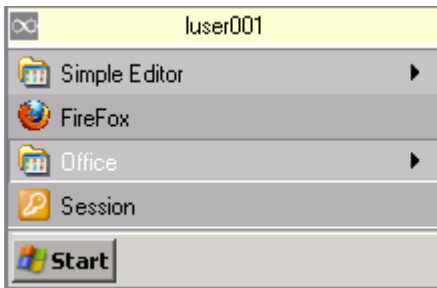 luser001
Simple Editor
FireFox
Office
Session
Start